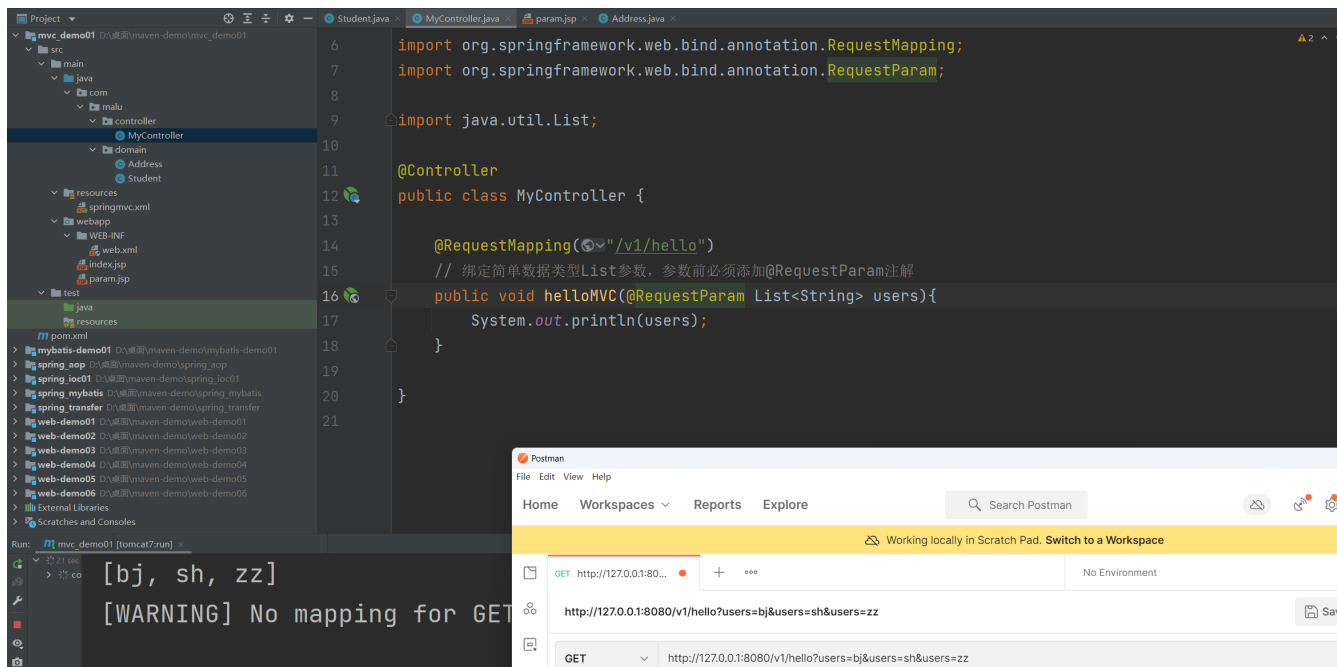 Project
Student.java
MyController.java
param.jsp
Address.java
mvc_demo01 D:\桌面\maven-demo\mvc_demo01
src
main
java
com
malu
controller
MyController
domain
Address
Student
resources
springmvc.xml
webapp
WEB-INF
web.xml
index.jsp
param.jsp
test
java
resources
pom.xml
mybatis-demo01 D:\桌面\maven-demo\mybatis-demo01
spring_aop D:\桌面\maven-demo\spring_aop
spring_ioc01 D:\桌面\maven-demo\spring_ioc01
spring_mybatis D:\桌面\maven-demo\spring_mybatis
spring_transfer D:\桌面\maven-demo\spring_transfer
web-demo01 D:\桌面\maven-demo\web-demo01
web-demo02 D:\桌面\maven-demo\web-demo02
web-demo03 D:\桌面\maven-demo\web-demo03
web-demo04 D:\桌面\maven-demo\web-demo04
web-demo05 D:\桌面\maven-demo\web-demo05
web-demo06 D:\桌面\maven-demo\web-demo06
External Libraries
Scratches and Consoles
2
6 import org.springframework.web.bind.annotation.RequestMapping;
7 import org.springframework.web.bind.annotation.RequestParam;
8
9 import java.util.List;
10
11 @Controller
12 public class MyController {
13
14 @RequestMapping("/v1/hello")
15 // 绑定简单数据类型List参数，参数前必须添加@RequestParam注解
16 public void helloMVC(@RequestParam List<String> users){
17 System.out.println(users);
18 }
19
20 }
21
Run: mvc_demo01 [tomcat7:run]
21 sec
co
[bj, sh, zz]
[WARNING] No mapping for GET
Postman
File Edit View Help
Home Workspaces Reports Explore
Search Postman
Working locally in Scratch Pad. Switch to a Workspace
GET http://127.0.0.1:80...
No Environment
http://127.0.0.1:8080/v1/hello?users=bj&users=sh&users=zz
Sav
GET http://127.0.0.1:8080/v1/hello?users=bj&users=sh&users=zz